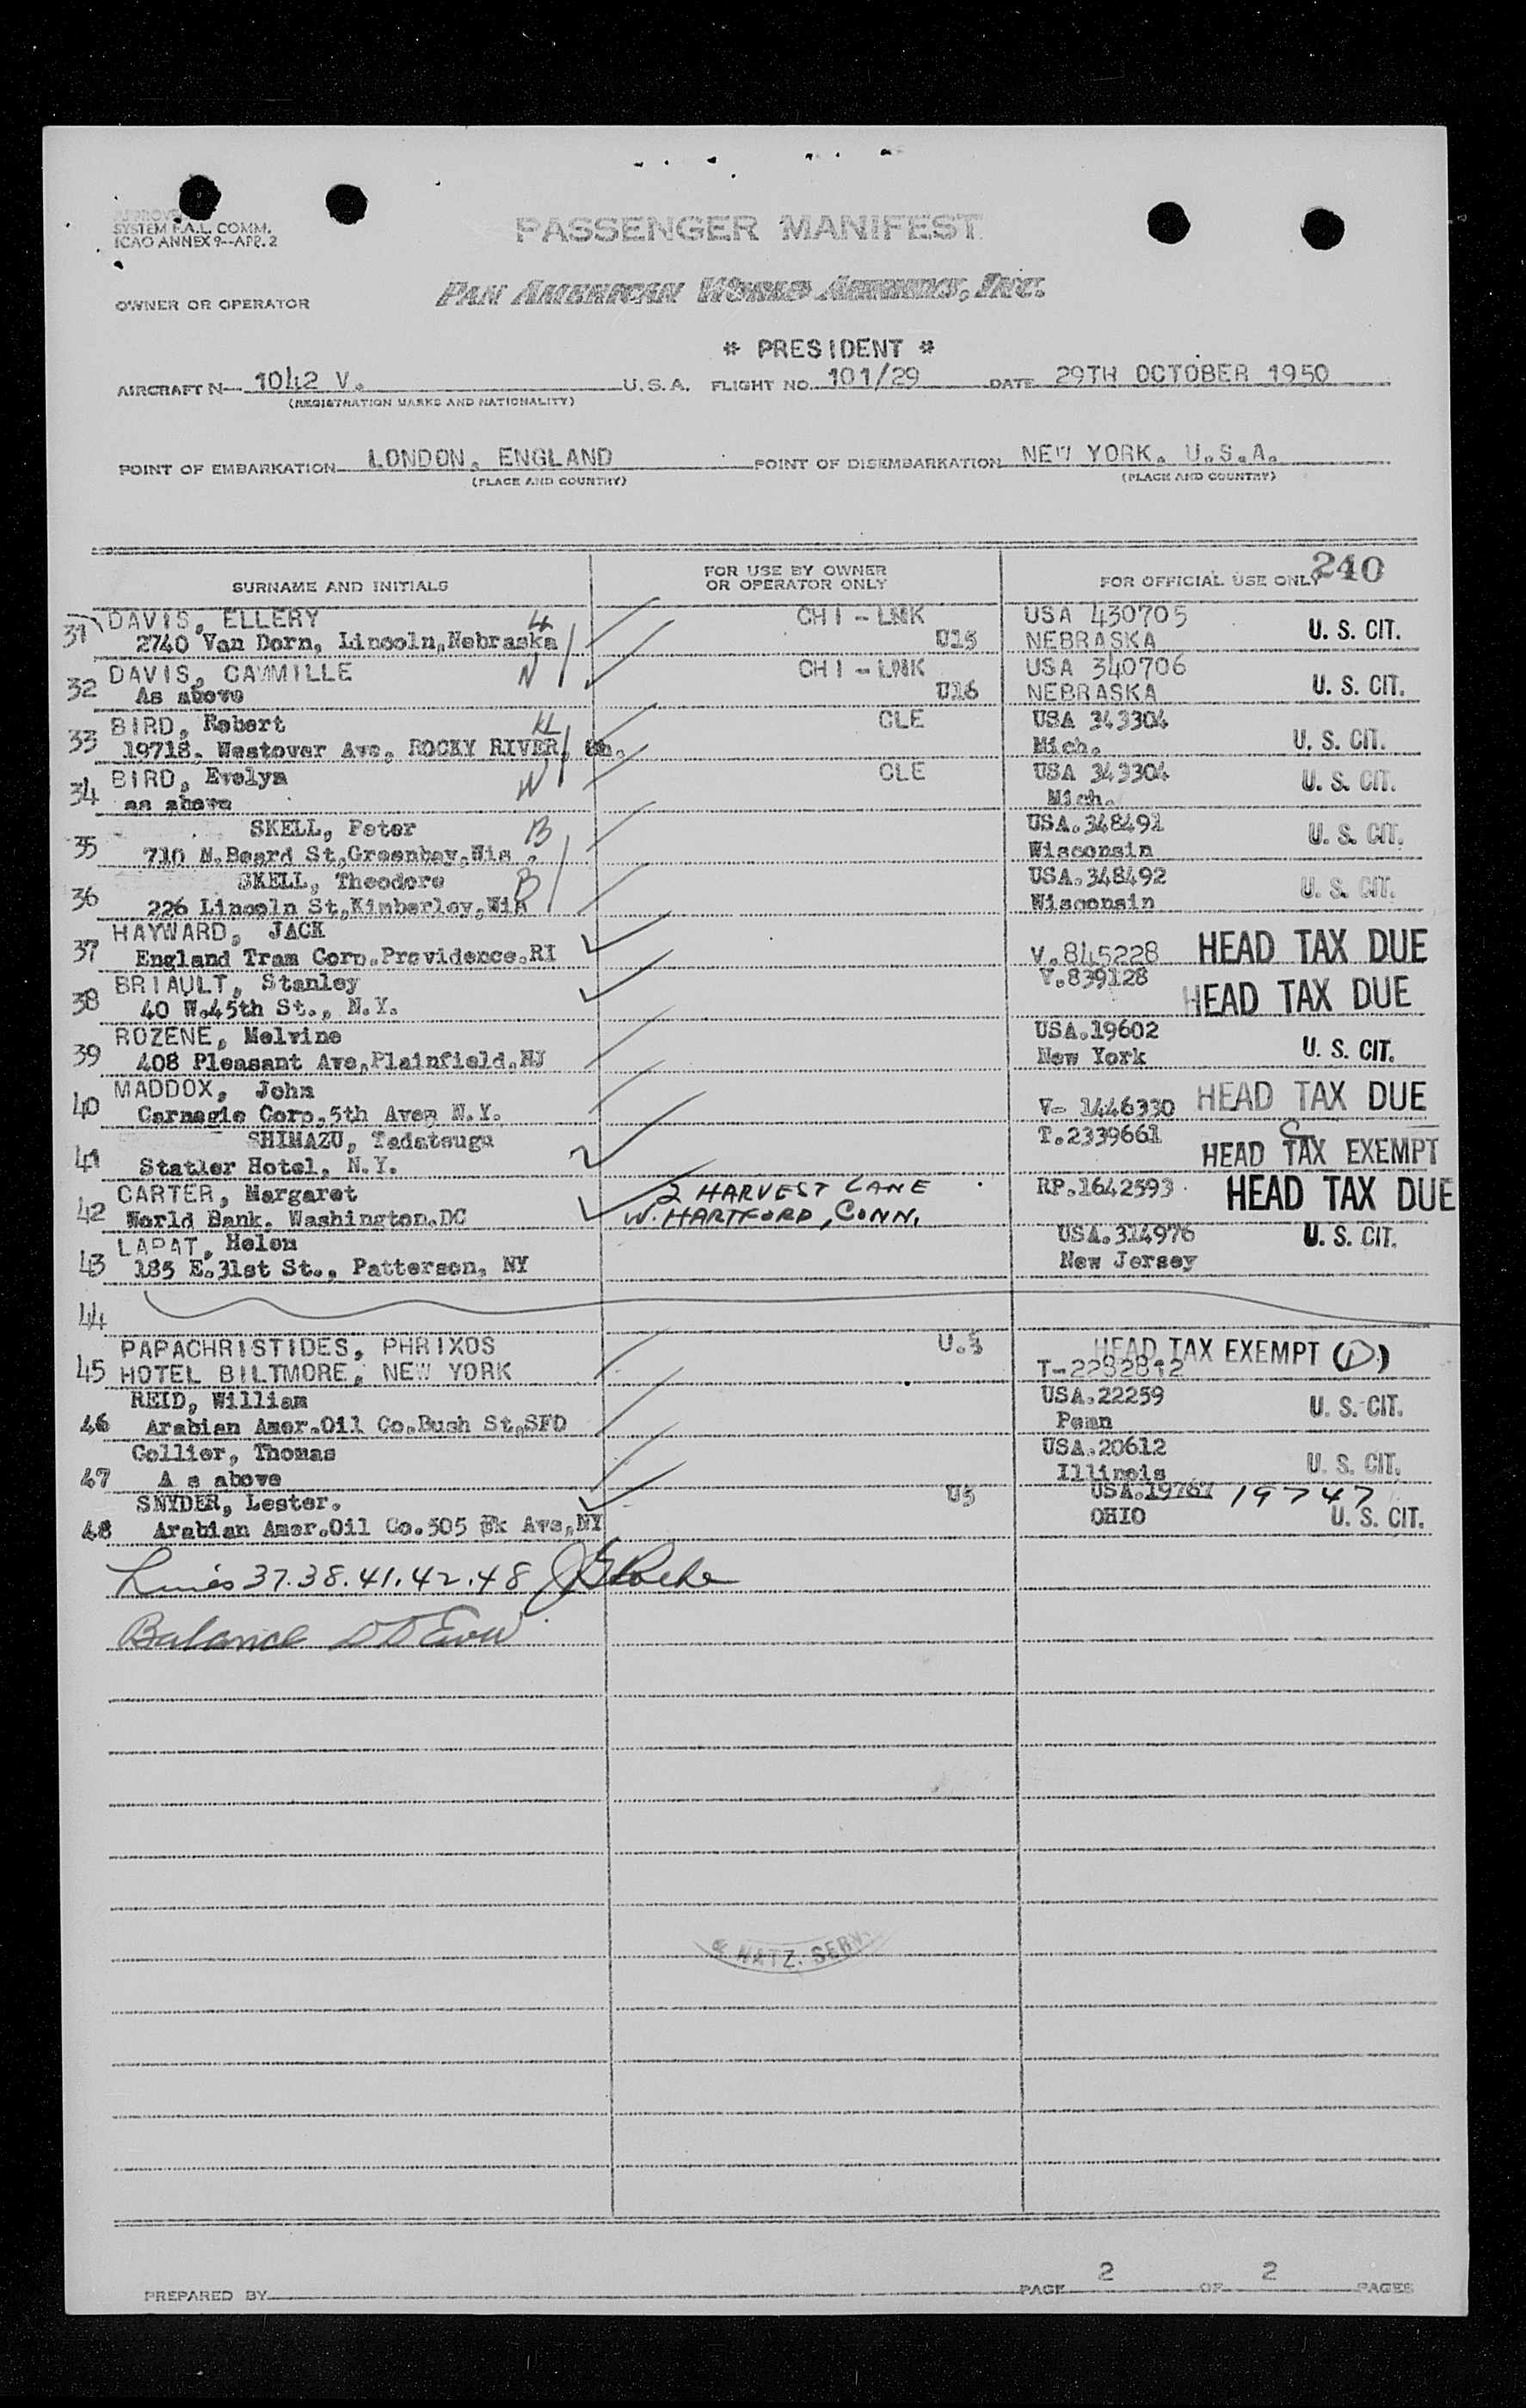 SYSTEM F.A.L. COMM.
ICAO ANNEX 9--APP. 2
PASSENGER MANIFEST
OWNER OR OPERATOR
PAN AMERICAN WORLD AIRWAYS, INC.
* PRESIDENT *
AIRCRAFT N- 1042 V. U.S.A. FLIGHT NO. 101/29 DATE 29TH OCTOBER 1950
(REGISTRATION MARKS AND NATIONALITY)
POINT OF EMBARKATION LONDON, ENGLAND POINT OF DISEMBARKATION NEW YORK. U.S.A.
(PLACE AND COUNTRY) (PLACE AND COUNTRY)
240
SURNAME AND INITIALS FOR USE BY OWNER OR OPERATOR ONLY FOR OFFICIAL USE ONLY
DAVIS, ELLERY CHI - LNK USA 430705
31 2740 Van Dorn, Lincoln,Nebraska U15 NEBRASKA U. S. CIT.
DAVIS, CAMMILLE N CHI - LNK USA 340706
32 As above U16 NEBRASKA U. S. CIT.
BIRD, Robert CLE USA 343304
33 19718. Westover Ave, ROCKY RIVER, Oh. Mich. U. S. CIT.
BIRD, Evelyn CLE USA 343304
34 as above Mich. U. S. CIT.
SKELL, Peter B USA.348491
35 710 N.Beard St,Greenbay,Wis . Wisconsin U. S. CIT.
SKELL, Theodore B USA.348492
36 226 Lincoln St,Kimberley,Wis Wisconsin U. S. CIT.
HAYWARD, JACK
37 England Tram Corp.Providence.RI V.845228 HEAD TAX DUE
BRIAULT, Stanley V.839128
38 40 W.45th St., N.Y. HEAD TAX DUE
ROZENE, Melvine USA.19602
39 408 Pleasant Ave,Plainfield.NJ New York U. S. CIT.
MADDOX, John
40 Carnegie Corp.5th Aven N.Y. V- 1446330 HEAD TAX DUE
SHIMAZU, Tadatsugu T.2339661
41 Statler Hotel, N.Y. HEAD TAX EXEMPT
CARTER, Margaret 2 HARVEST LANE RP.1642593 HEAD TAX DUE
42 World Bank. Washington.DC W. HARTFORD, CONN.
LAPAT, Helen USA.314976 U. S. CIT.
43 185 E.31st St., Patterson, NY New Jersey
44
PAPACHRISTIDES, PHRIXOS HEAD TAX EXEMPT (D)
45 HOTEL BILTMORE, NEW YORK T-2282812
REID, William USA.22259
46 Arabian Amer.Oil Co.Bush St,SFO Penn U. S. CIT.
Collier, Thomas USA.20612
47 A s above Illinois U. S. CIT.
SNYDER, Lester. U5 USA.19767 19747
48 Arabian Amer.Oil Co.505 Pk Ave,NY OHIO U. S. CIT.
Lines 37.38.41.42.48
Balance
& NATZ. SERV.
PREPARED BY PAGE 2 OF 2 PAGES